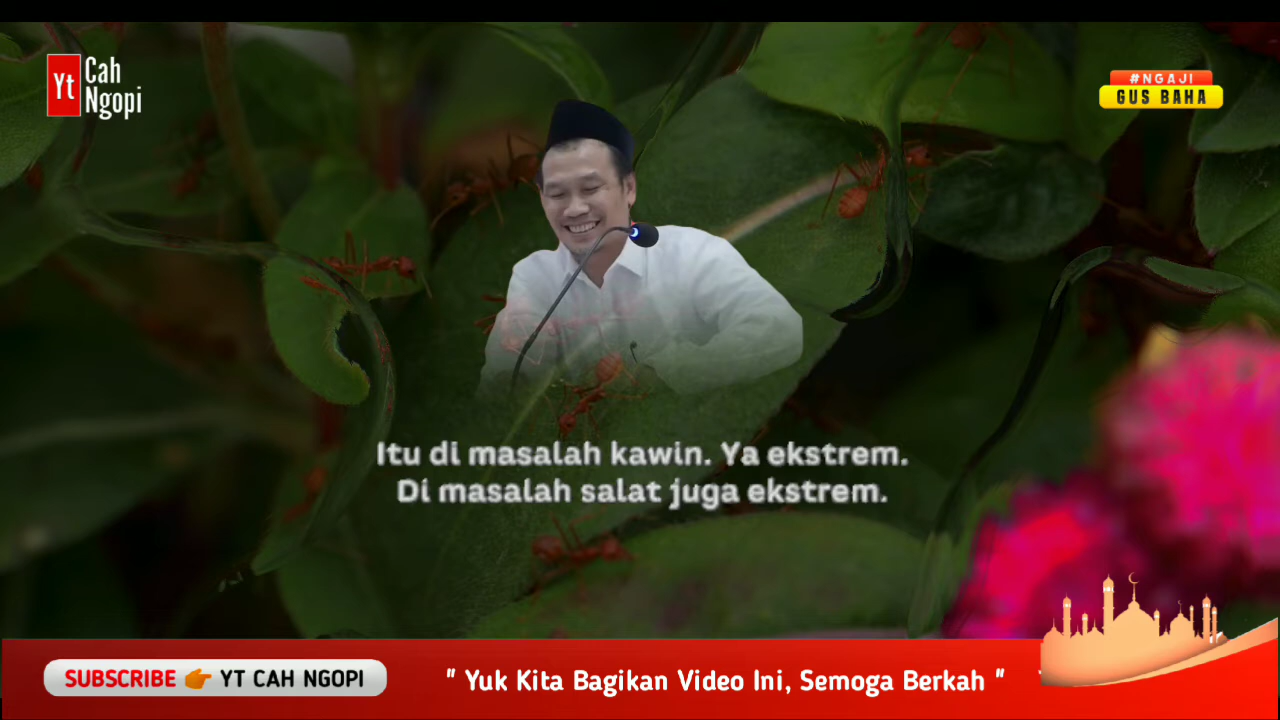 Yt
Cah
Ngopi
#NGAJI
GUS BAHA
Itu di masalah kawin. Ya ekstrem.
Di masalah salat juga ekstrem.
SUBSCRIBE 👉 YT CAH NGOPI
" Yuk Kita Bagikan Video Ini, Semoga Berkah "